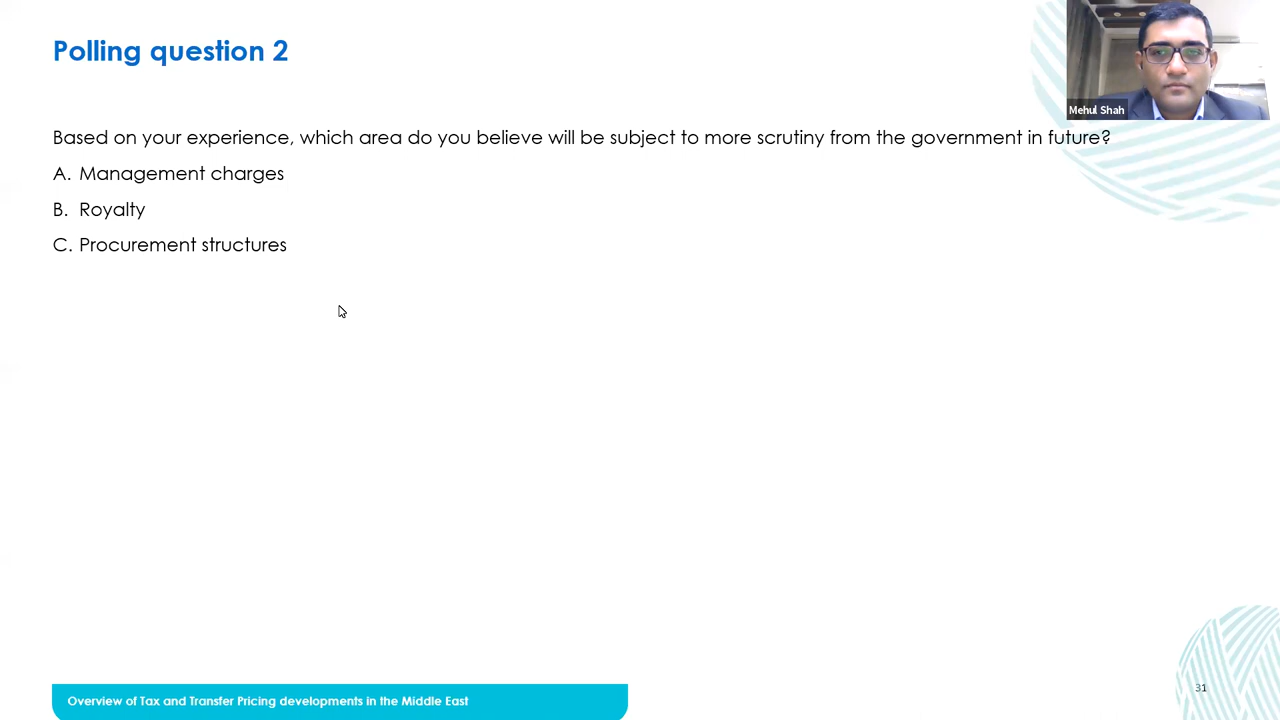 Polling question 2
Mehul Shah
Based on your experience, which area do you believe will be subject to more scrutiny from the government in future?
A. Management charges
B. Royalty
C. Procurement structures
Overview of Tax and Transfer Pricing developments in the Middle East
31